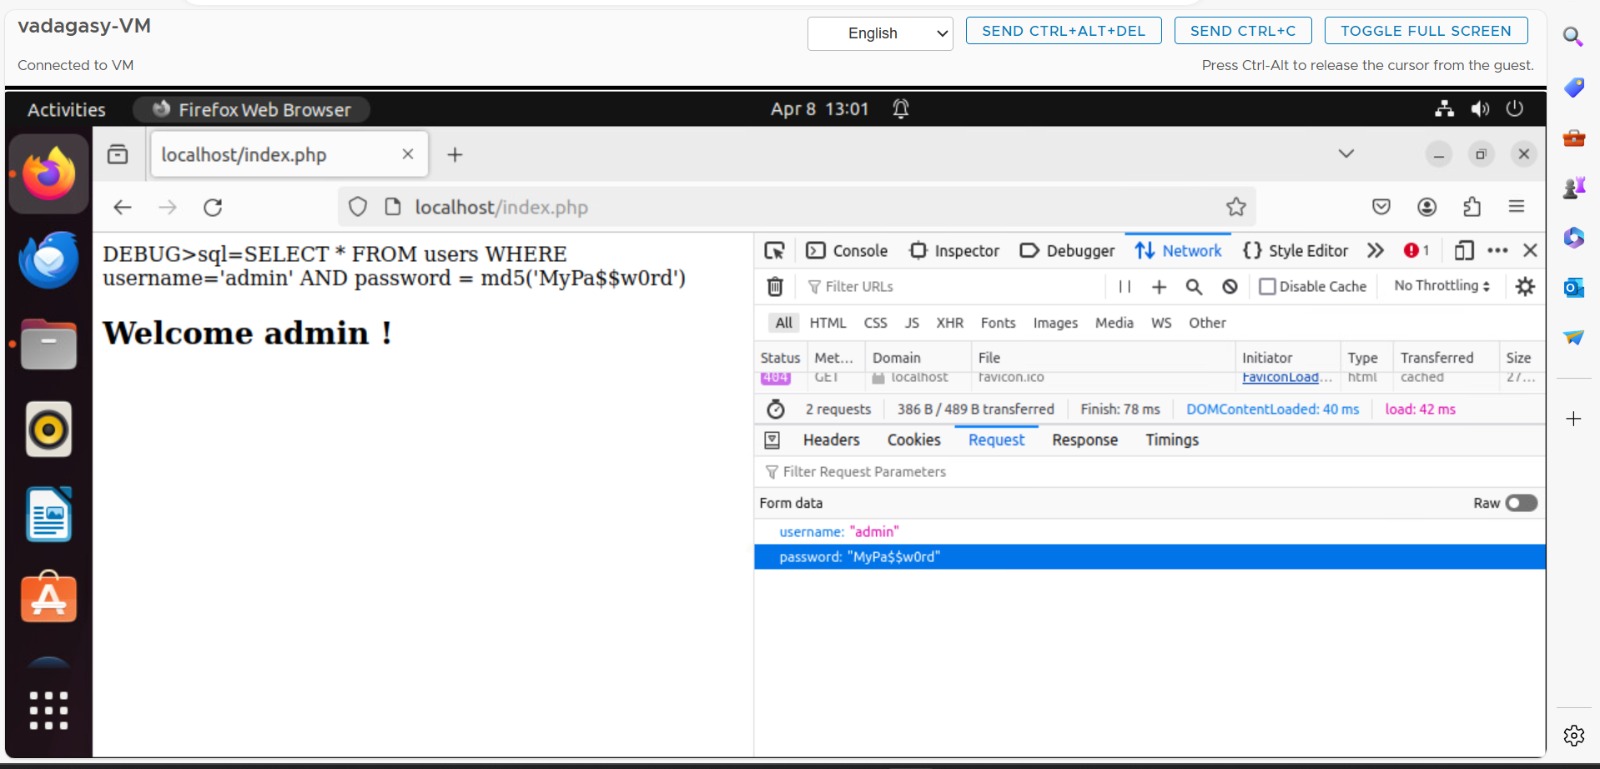 vadagasy-VM
English
SEND CTRL+ALT+DEL
SEND CTRL+C
TOGGLE FULL SCREEN
Connected to VM
Press Ctrl-Alt to release the cursor from the guest.
Activities
Firefox Web Browser
Apr 8 13:01
localhost/index.php
localhost/index.php
DEBUG>sql=SELECT * FROM users WHERE
username='admin' AND password = md5('MyPa$$w0rd')
Welcome admin !
Console
Inspector
Debugger
Network
Style Editor
1
Filter URLs
Disable Cache
No Throttling
All HTML CSS JS XHR Fonts Images Media WS Other
Status Met... Domain File Initiator Type Transferred Size
404 GET localhost favicon.ico FaviconLoad... html cached 27...
2 requests 386 B / 489 B transferred Finish: 78 ms DOMContentLoaded: 40 ms load: 42 ms
Headers Cookies Request Response Timings
Filter Request Parameters
Form data
Raw
username: "admin"
password: "MyPa$$w0rd"